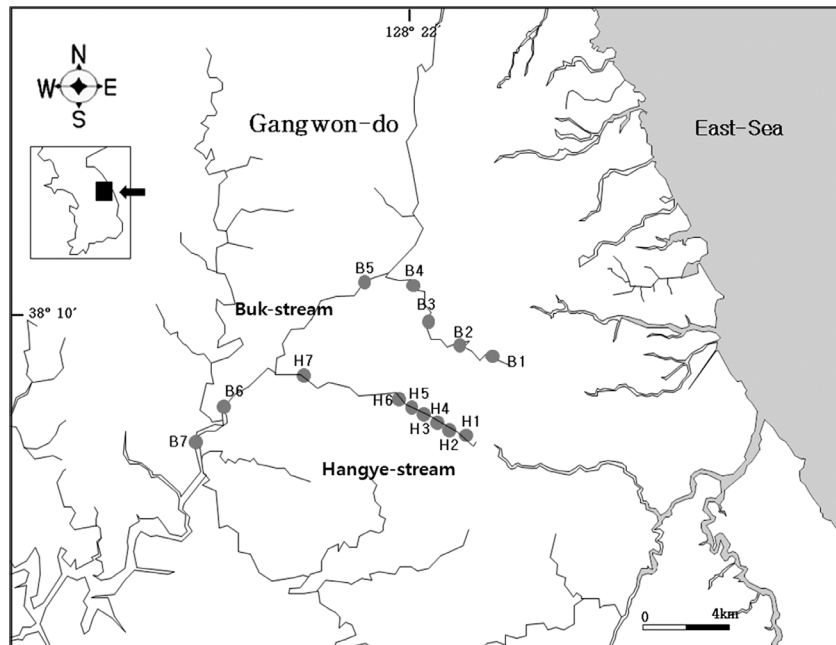 128° 22′
N
W E
S
Gangwon-do
East-Sea
B5
B4
38° 10′
Buk-stream
B3
B2
B1
H7
B6
H6
H5
H4
H3
H1
H2
B7
Hangye-stream
0 4km